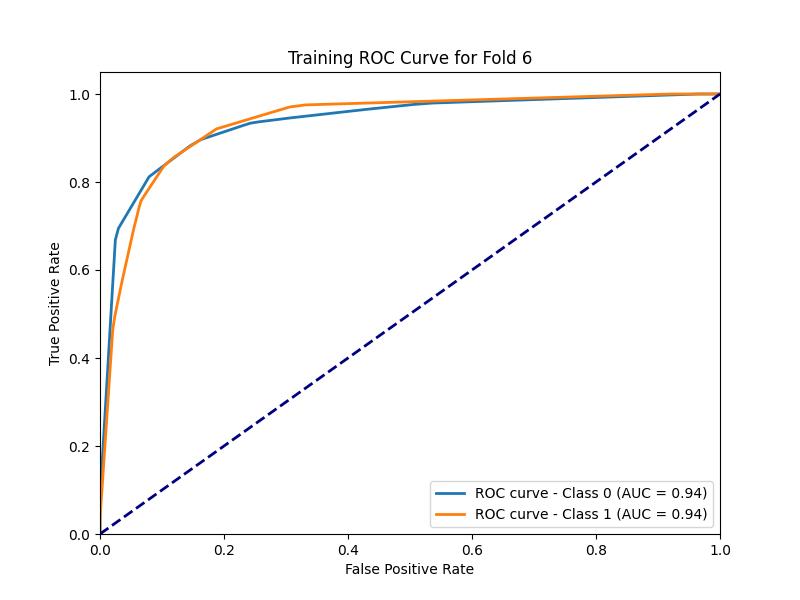 Training ROC Curve for Fold 6
True Positive Rate
1.0
0.8
0.6
0.4
0.2
0.0
0.0 0.2 0.4 0.6 0.8 1.0
False Positive Rate
ROC curve - Class 0 (AUC = 0.94)
ROC curve - Class 1 (AUC = 0.94)